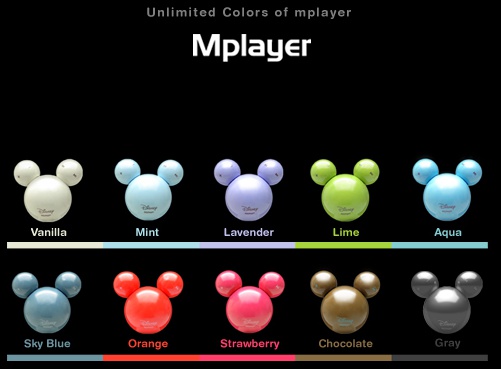 Unlimited Colors of mplayer
Mplayer
Vanilla Mint Lavender Lime Aqua
Sky Blue Orange Strawberry Chocolate Gray